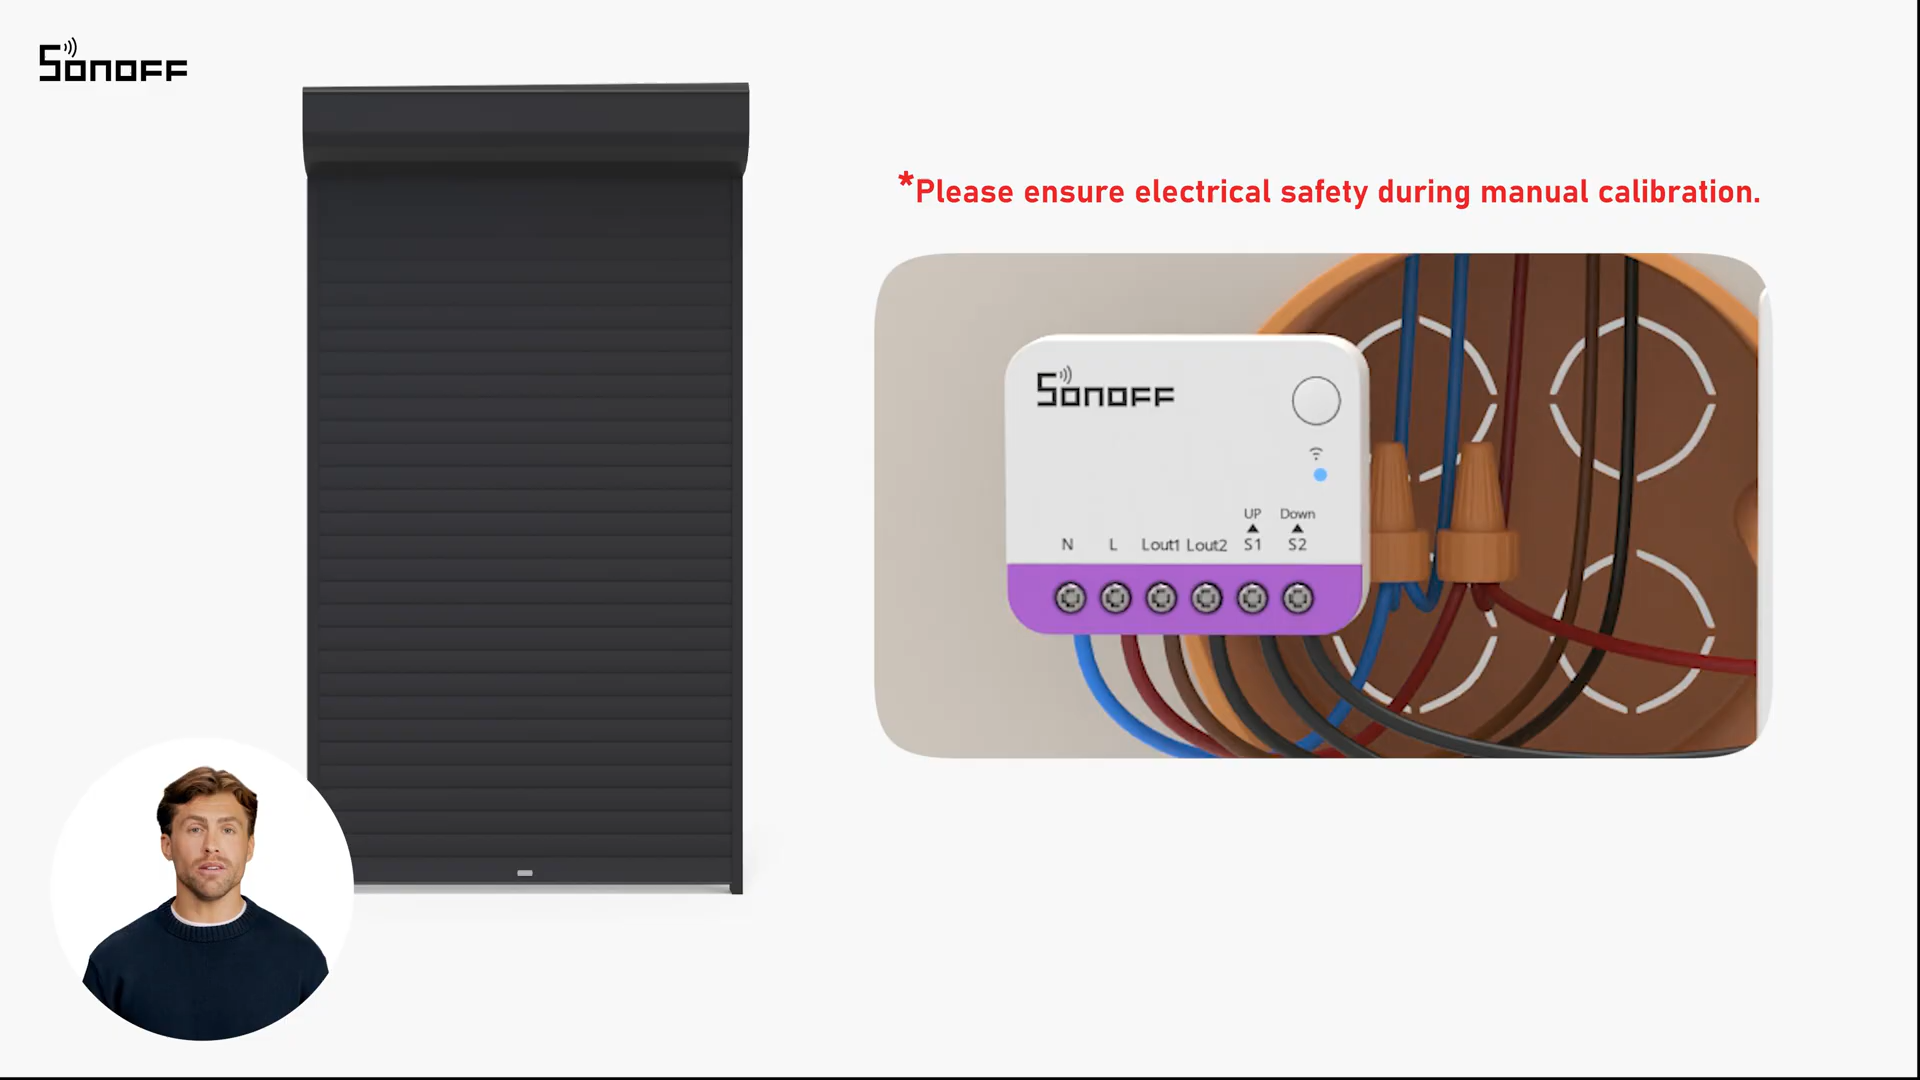 SONOFF
*Please ensure electrical safety during manual calibration.
SONOFF
UP Down
N L Lout1 Lout2 S1 S2